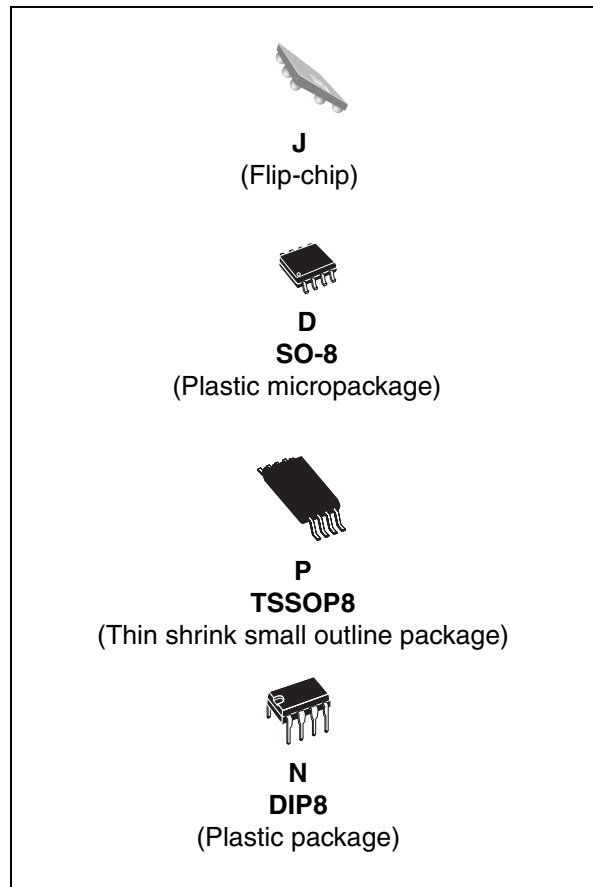 J
(Flip-chip)
D
SO-8
(Plastic micropackage)
P
TSSOP8
(Thin shrink small outline package)
N
DIP8
(Plastic package)